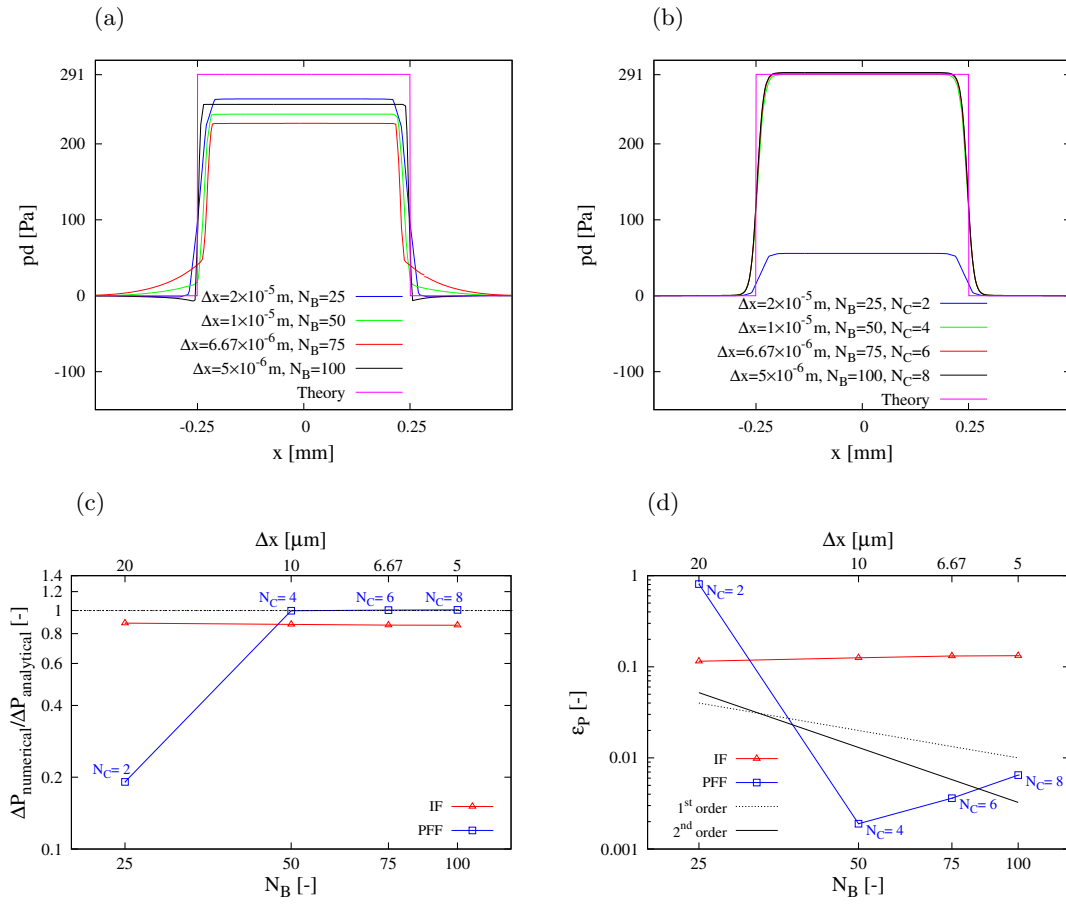 (a)
291
200
100
0
-100
pd [Pa]
Δx=2×10⁻⁵m, N_B=25
Δx=1×10⁻⁵m, N_B=50
Δx=6.67×10⁻⁶m, N_B=75
Δx=5×10⁻⁶m, N_B=100
Theory
-0.25
0
0.25
x [mm]
(b)
291
200
100
0
-100
pd [Pa]
Δx=2×10⁻⁵m, N_B=25, N_C=2
Δx=1×10⁻⁵m, N_B=50, N_C=4
Δx=6.67×10⁻⁶m, N_B=75, N_C=6
Δx=5×10⁻⁶m, N_B=100, N_C=8
Theory
-0.25
0
0.25
x [mm]
(c)
Δx [μm]
20
10
6.67
5
1.4
1.2
1
0.8
0.6
0.4
0.2
0.1
ΔP_numerical/ΔP_analytical [-]
N_C= 4
N_C= 6
N_C= 8
N_C= 2
IF
PFF
25
50
75
100
N_B [-]
(d)
Δx [μm]
20
10
6.67
5
1
0.1
0.01
0.001
ε_P [-]
N_C= 2
N_C= 8
N_C= 6
N_C= 4
IF
PFF
1st order
2nd order
25
50
75
100
N_B [-]